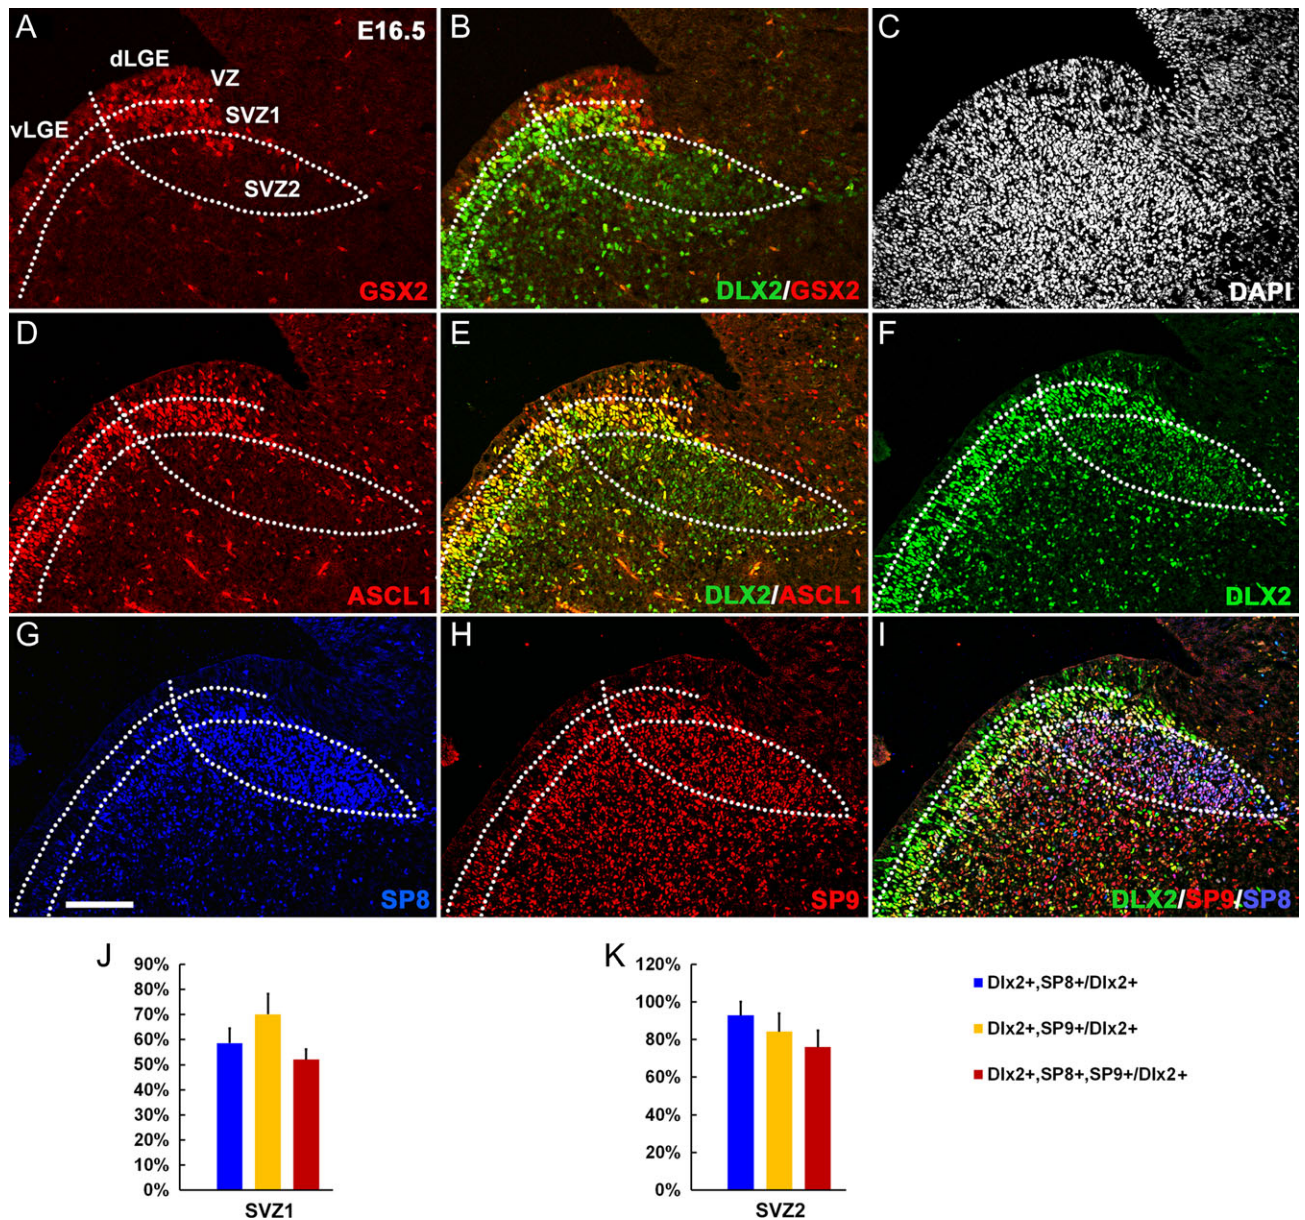 A
E16.5
dLGE
VZ
SVZ1
vLGE
SVZ2
GSX2
B
DLX2/GSX2
C
DAPI
D
ASCL1
E
DLX2/ASCL1
F
DLX2
G
SP8
H
SP9
I
DLX2/SP9/SP8
J
90%
80%
70%
60%
50%
40%
30%
20%
10%
0%
SVZ1
K
120%
100%
80%
60%
40%
20%
0%
SVZ2
Dlx2+,SP8+/Dlx2+
Dlx2+,SP9+/Dlx2+
Dlx2+,SP8+,SP9+/Dlx2+